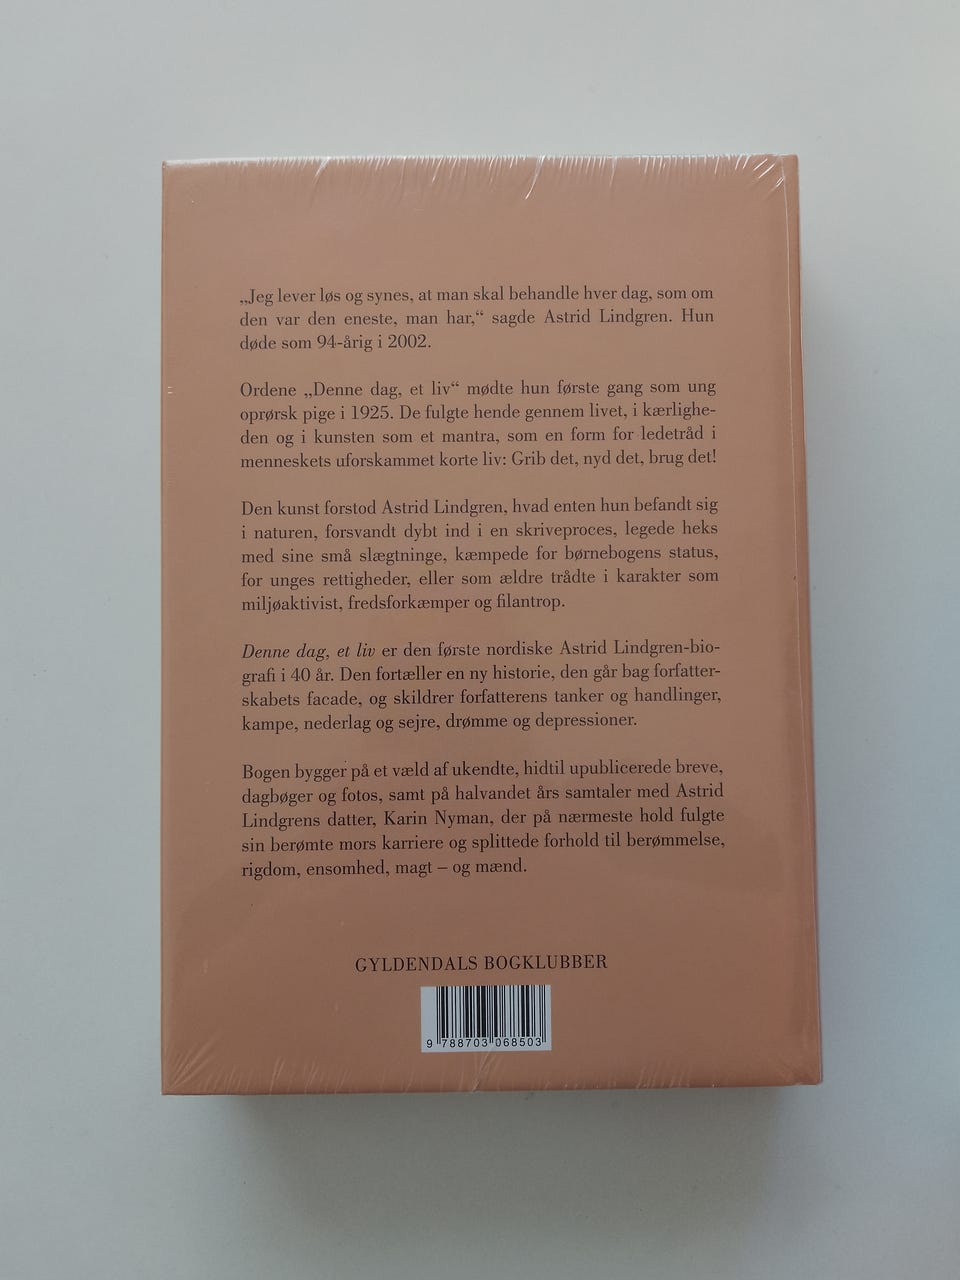 „Jeg lever løs og synes, at man skal behandle hver dag, som om
den var den eneste, man har,“ sagde Astrid Lindgren. Hun
døde som 94-årig i 2002.
Ordene „Denne dag, et liv“ mødte hun første gang som ung
oprørsk pige i 1925. De fulgte hende gennem livet, i kærlighe-
den og i kunsten som et mantra, som en form for ledetråd i
menneskets uforskammet korte liv: Grib det, nyd det, brug det!
Den kunst forstod Astrid Lindgren, hvad enten hun befandt sig
i naturen, forsvandt dybt ind i en skriveproces, legede heks
med sine små slægtninge, kæmpede for børnebogens status,
for unges rettigheder, eller som ældre trådte i karakter som
miljøaktivist, fredsforkæmper og filantrop.
Denne dag, et liv er den første nordiske Astrid Lindgren-bio-
grafi i 40 år. Den fortæller en ny historie, den går bag forfatter-
skabets facade, og skildrer forfatterens tanker og handlinger,
kampe, nederlag og sejre, drømme og depressioner.
Bogen bygger på et væld af ukendte, hidtil upublicerede breve,
dagbøger og fotos, samt på halvandet års samtaler med Astrid
Lindgrens datter, Karin Nyman, der på nærmeste hold fulgte
sin berømte mors karriere og splittede forhold til berømmelse,
rigdom, ensomhed, magt – og mænd.
GYLDENDALS BOGKLUBBER
9 788703 068503